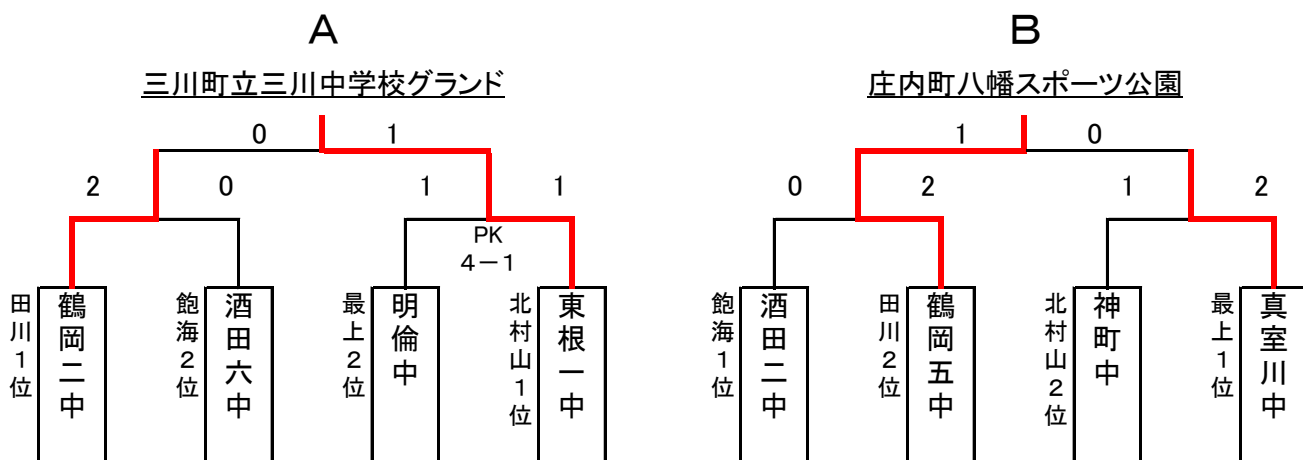 A
三川町立三川中学校グランド
0 1
2 0 1 1
PK
4－1
田川1位
鶴岡二中
飽海2位
酒田六中
最上2位
明倫中
北村山1位
東根一中
B
庄内町八幡スポーツ公園
1 0
0 2 1 2
飽海1位
酒田二中
田川2位
鶴岡五中
北村山2位
神町中
最上1位
真室川中